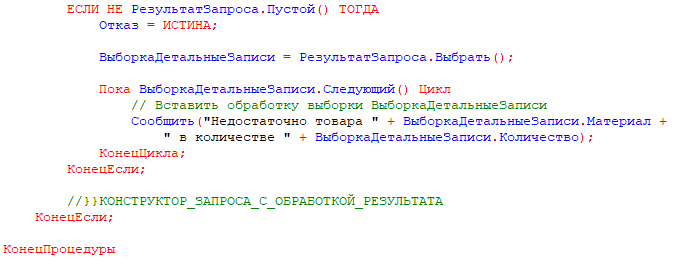 ЕСЛИ НЕ РезультатЗапроса.Пустой() ТОГДА
Отказ = ИСТИНА;
ВыборкаДетальныеЗаписи = РезультатЗапроса.Выбрать();
Пока ВыборкаДетальныеЗаписи.Следующий() Цикл
// Вставить обработку выборки ВыборкаДетальныеЗаписи
Сообщить("Недостаточно товара " + ВыборкаДетальныеЗаписи.Материал +
" в количестве " + ВыборкаДетальныеЗаписи.Количество);
КонецЦикла;
КонецЕсли;
//}}КОНСТРУКТОР_ЗАПРОСА_С_ОБРАБОТКОЙ_РЕЗУЛЬТАТА
КонецЕсли;
КонецПроцедуры